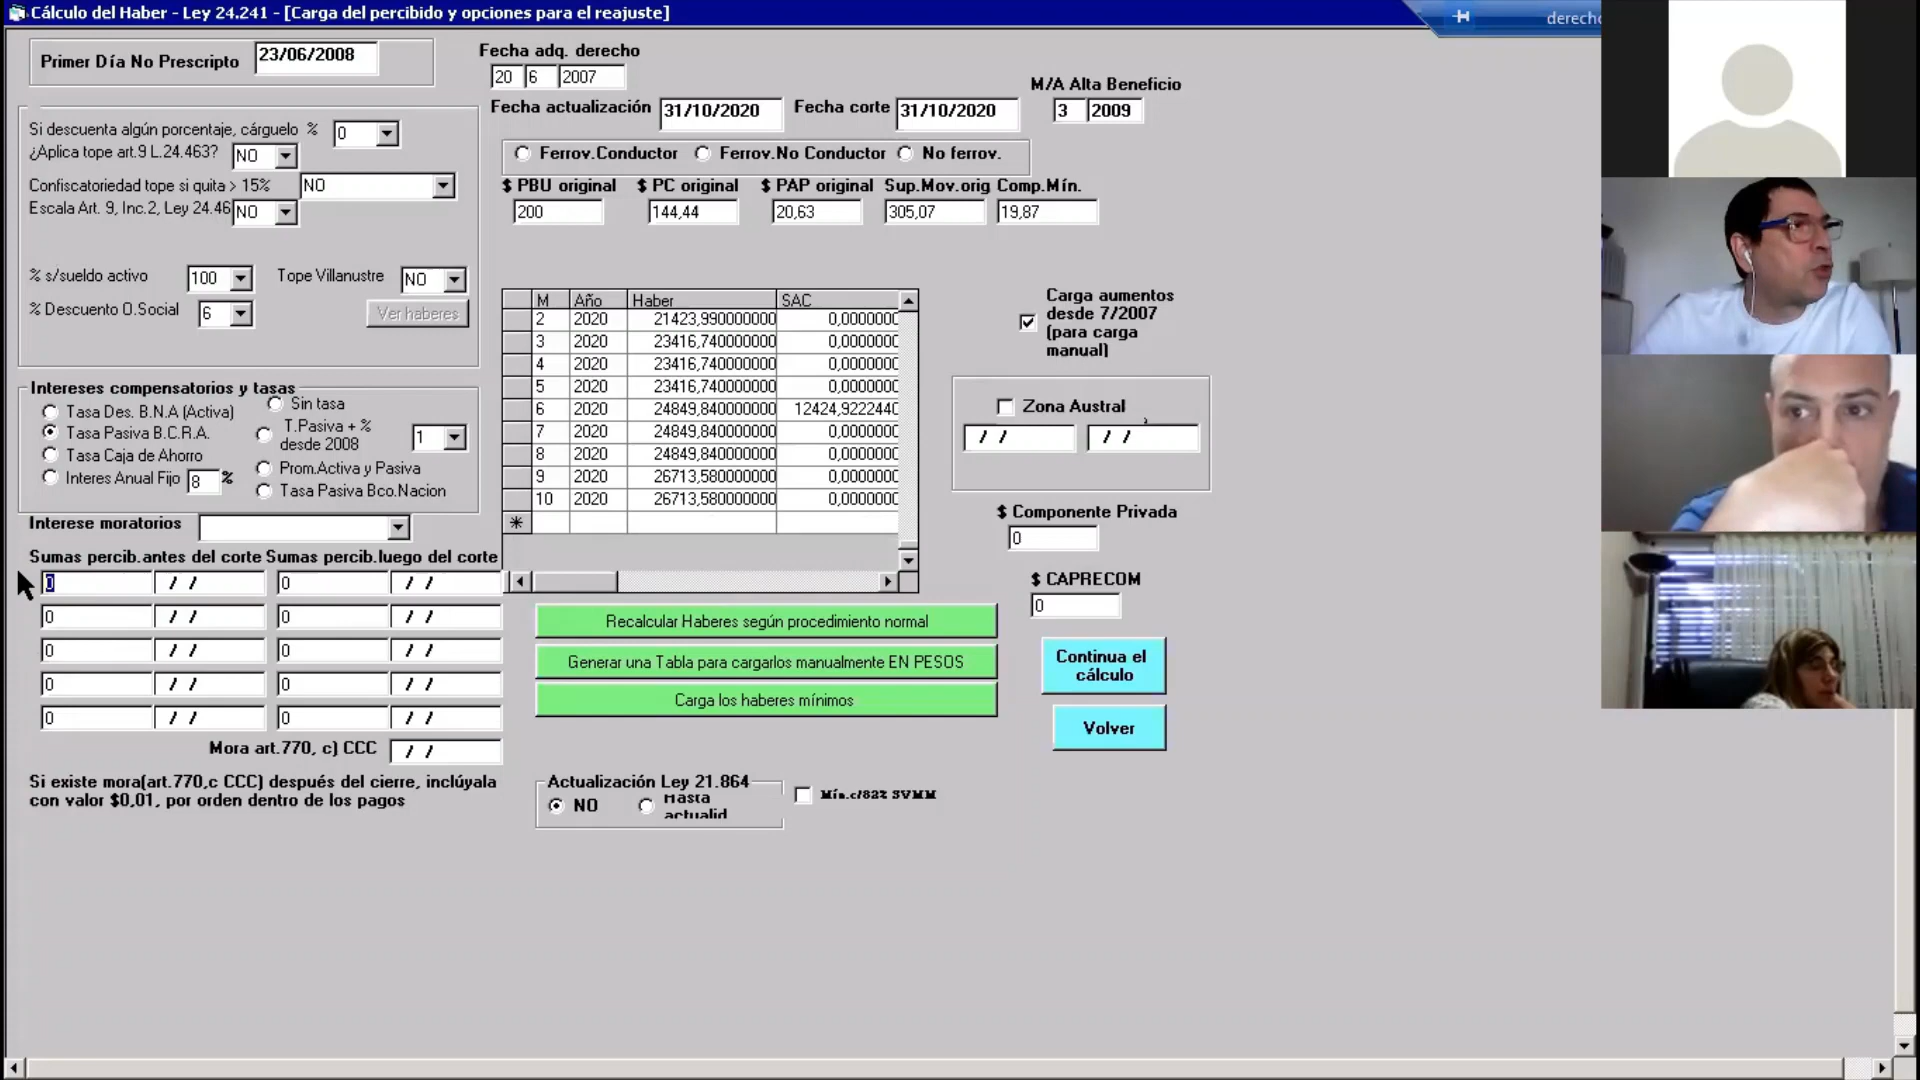 Cálculo del Haber - Ley 24.241 - [Carga del percibido y opciones para el reajuste]
derecho
Primer Día No Prescripto 23/06/2008
Fecha adq. derecho
20 6 2007
M/A Alta Beneficio
3 2009
Fecha actualización 31/10/2020 Fecha corte 31/10/2020
Si descuenta algún porcentaje, cárguelo % 0
¿Aplica tope art.9 L.24.463? NO
Confiscatoriedad tope si quita > 15% NO
Escala Art. 9, Inc.2, Ley 24.46 NO
% s/sueldo activo 100 Tope Villanustre NO
% Descuento O.Social 6 Ver haberes
Ferrov.Conductor Ferrov.No Conductor No ferrov.
$ PBU original $ PC original $ PAP original Sup.Mov.orig Comp.Mín.
200 144,44 20,63 305,07 19,87
M Año Haber SAC
2 2020 21423,990000000 0,0000000
3 2020 23416,740000000 0,0000000
4 2020 23416,740000000 0,0000000
5 2020 23416,740000000 0,0000000
6 2020 24849,840000000 12424,9222440
7 2020 24849,840000000 0,0000000
8 2020 24849,840000000 0,0000000
9 2020 26713,580000000 0,0000000
10 2020 26713,580000000 0,0000000
*
Carga aumentos
desde 7/2007
(para carga
manual)
Zona Austral
/ / / /
$ Componente Privada
0
$ CAPRECOM
0
Intereses compensatorios y tasas
Tasa Des. B.N.A (Activa)
Tasa Pasiva B.C.R.A.
Tasa Caja de Ahorro
Interes Anual Fijo 8 %
Sin tasa
T.Pasiva + %
desde 2008 1
Prom.Activa y Pasiva
Tasa Pasiva Bco.Nacion
Interese moratorios
Sumas percib.antes del corte Sumas percib.luego del corte
0 / / 0 / /
0 / / 0 / /
0 / / 0 / /
0 / / 0 / /
0 / / 0 / /
Mora art.770, c) CCC / /
Si existe mora(art.770,c CCC) después del cierre, inclúyala
con valor $0,01, por orden dentro de los pagos
Recalcular Haberes según procedimiento normal
Generar una Tabla para cargarlos manualmente EN PESOS
Carga los haberes mínimos
Continua el
cálculo
Volver
Actualización Ley 21.864
NO
Hasta
actualid
Mín.c/82% SVMM